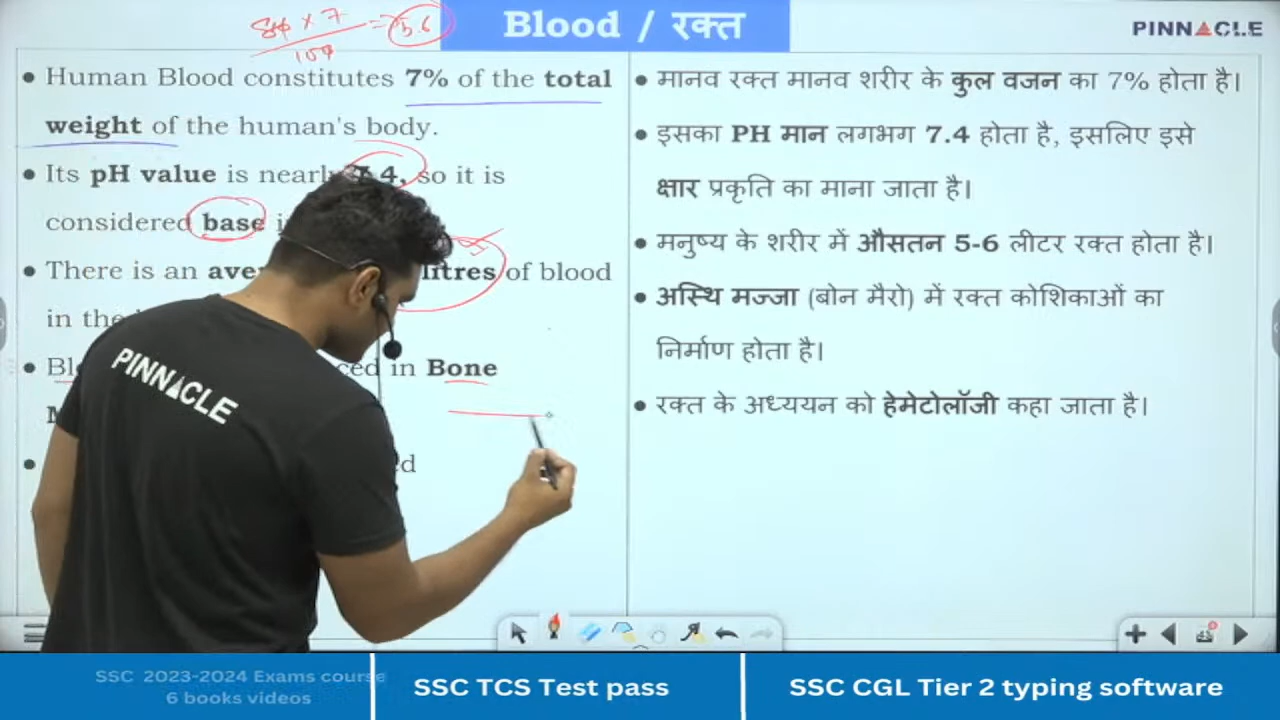 80 × 7
100
= 5.6
Blood / रक्त
PINNACLE
● Human Blood constitutes 7% of the total
weight of the human's body.
● Its pH value is nearly 7.4, so it is
considered base
● There is an litres of blood
in the
● in Bone
● मानव रक्त मानव शरीर के कुल वजन का 7% होता है।
● इसका PH मान लगभग 7.4 होता है, इसलिए इसे
क्षार प्रकृति का माना जाता है।
● मनुष्य के शरीर में औसतन 5-6 लीटर रक्त होता है।
● अस्थि मज्जा (बोन मैरो) में रक्त कोशिकाओं का
निर्माण होता है।
● रक्त के अध्ययन को हेमेटोलॉजी कहा जाता है।
PINNACLE
SSC 2023-2024 Exams course
6 books videos
SSC TCS Test pass
SSC CGL Tier 2 typing software